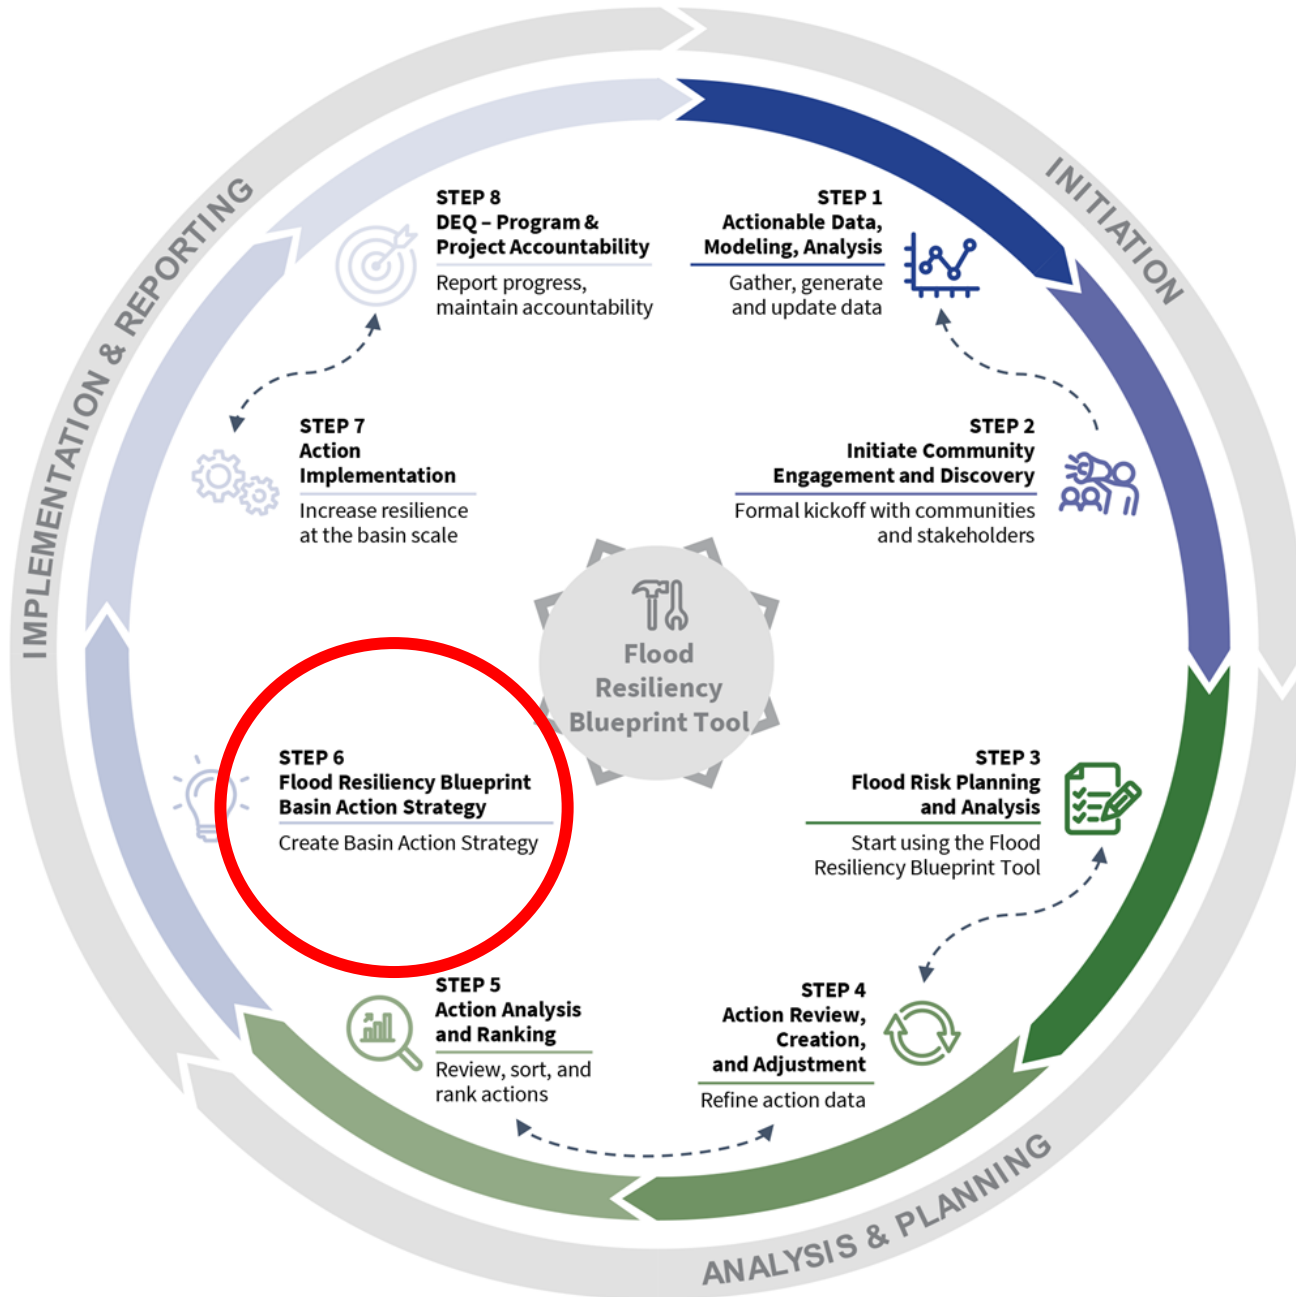 INITIATION
STEP 1
Actionable Data,
Modeling, Analysis
Gather, generate
and update data
STEP 2
Initiate Community
Engagement and Discovery
Formal kickoff with communities
and stakeholders
ANALYSIS & PLANNING
STEP 3
Flood Risk Planning
and Analysis
Start using the Flood
Resiliency Blueprint Tool
STEP 4
Action Review,
Creation,
and Adjustment
Refine action data
STEP 5
Action Analysis
and Ranking
Review, sort, and
rank actions
IMPLEMENTATION & REPORTING
STEP 6
Flood Resiliency Blueprint
Basin Action Strategy
Create Basin Action Strategy
STEP 7
Action
Implementation
Increase resilience
at the basin scale
STEP 8
DEQ – Program &
Project Accountability
Report progress,
maintain accountability
Flood
Resiliency
Blueprint Tool